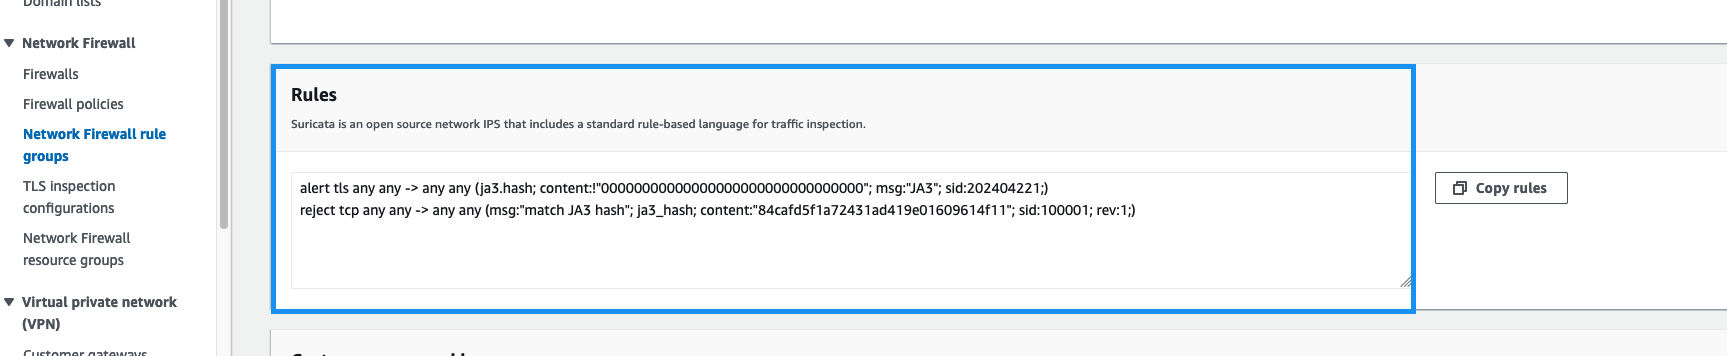 Domain lists
Network Firewall
Firewalls
Firewall policies
Network Firewall rule
groups
TLS inspection
configurations
Network Firewall
resource groups
Virtual private network
(VPN)
Customer gateways
Rules
Suricata is an open source network IPS that includes a standard rule-based language for traffic inspection.
alert tls any any -> any any (ja3.hash; content:!"00000000000000000000000000000000"; msg:"JA3"; sid:202404221;)
reject tcp any any -> any any (msg:"match JA3 hash"; ja3_hash; content:"84cafd5f1a72431ad419e01609614f11"; sid:100001; rev:1;)
Copy rules